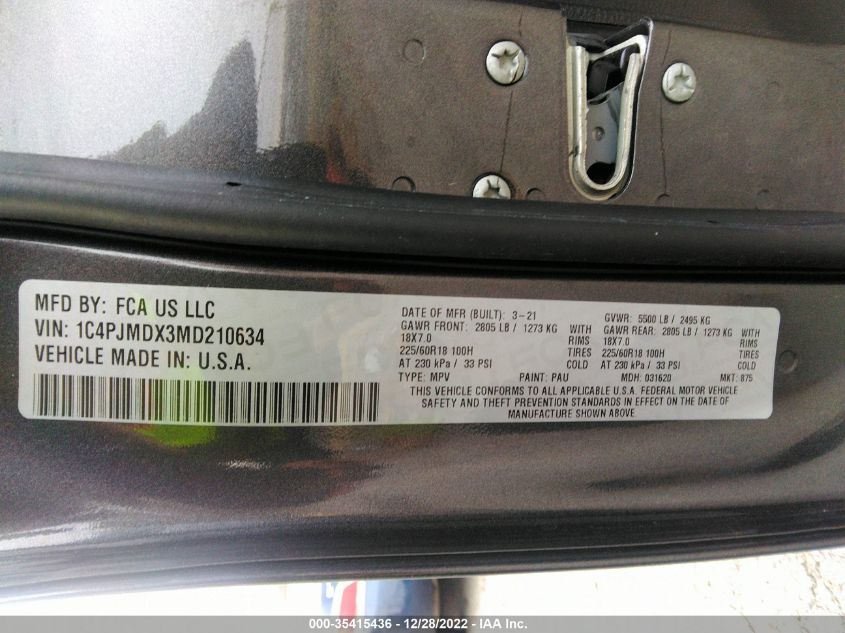 MFD BY: FCA US LLC
VIN: 1C4PJMDX3MD210634
VEHICLE MADE IN: U.S.A.
DATE OF MFR (BUILT): 3-21 GVWR: 5500 LB / 2495 KG
GAWR FRONT: 2805 LB / 1273 KG WITH GAWR REAR: 2805 LB / 1273 KG WITH
18X7.0 RIMS 18X7.0 RIMS
225/60R18 100H TIRES 225/60R18 100H TIRES
AT 230 kPa / 33 PSI COLD AT 230 kPa / 33 PSI COLD
TYPE: MPV PAINT: PAU MDH: 031620 MKT: 875
THIS VEHICLE CONFORMS TO ALL APPLICABLE U.S.A. FEDERAL MOTOR VEHICLE
SAFETY AND THEFT PREVENTION STANDARDS IN EFFECT ON THE DATE OF
MANUFACTURE SHOWN ABOVE.
000-35415436 - 12/28/2022 - IAA Inc.